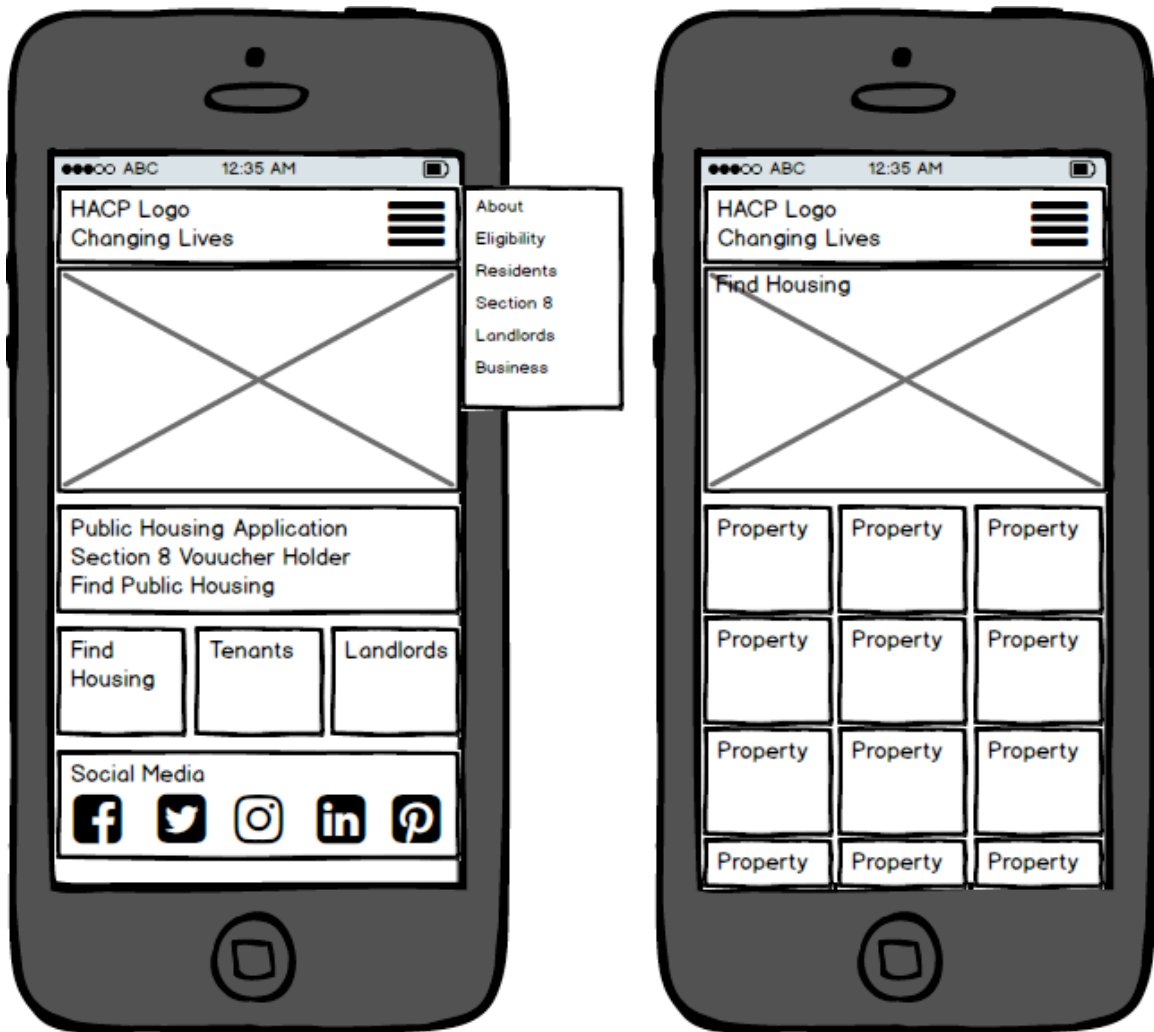 ABC 12:35 AM
HACP Logo
Changing Lives
About
Eligibility
Residents
Section 8
Landlords
Business
Public Housing Application
Section 8 Vouucher Holder
Find Public Housing
Find
Housing
Tenants
Landlords
Social Media
ABC 12:35 AM
HACP Logo
Changing Lives
Find Housing
Property Property Property
Property Property Property
Property Property Property
Property Property Property